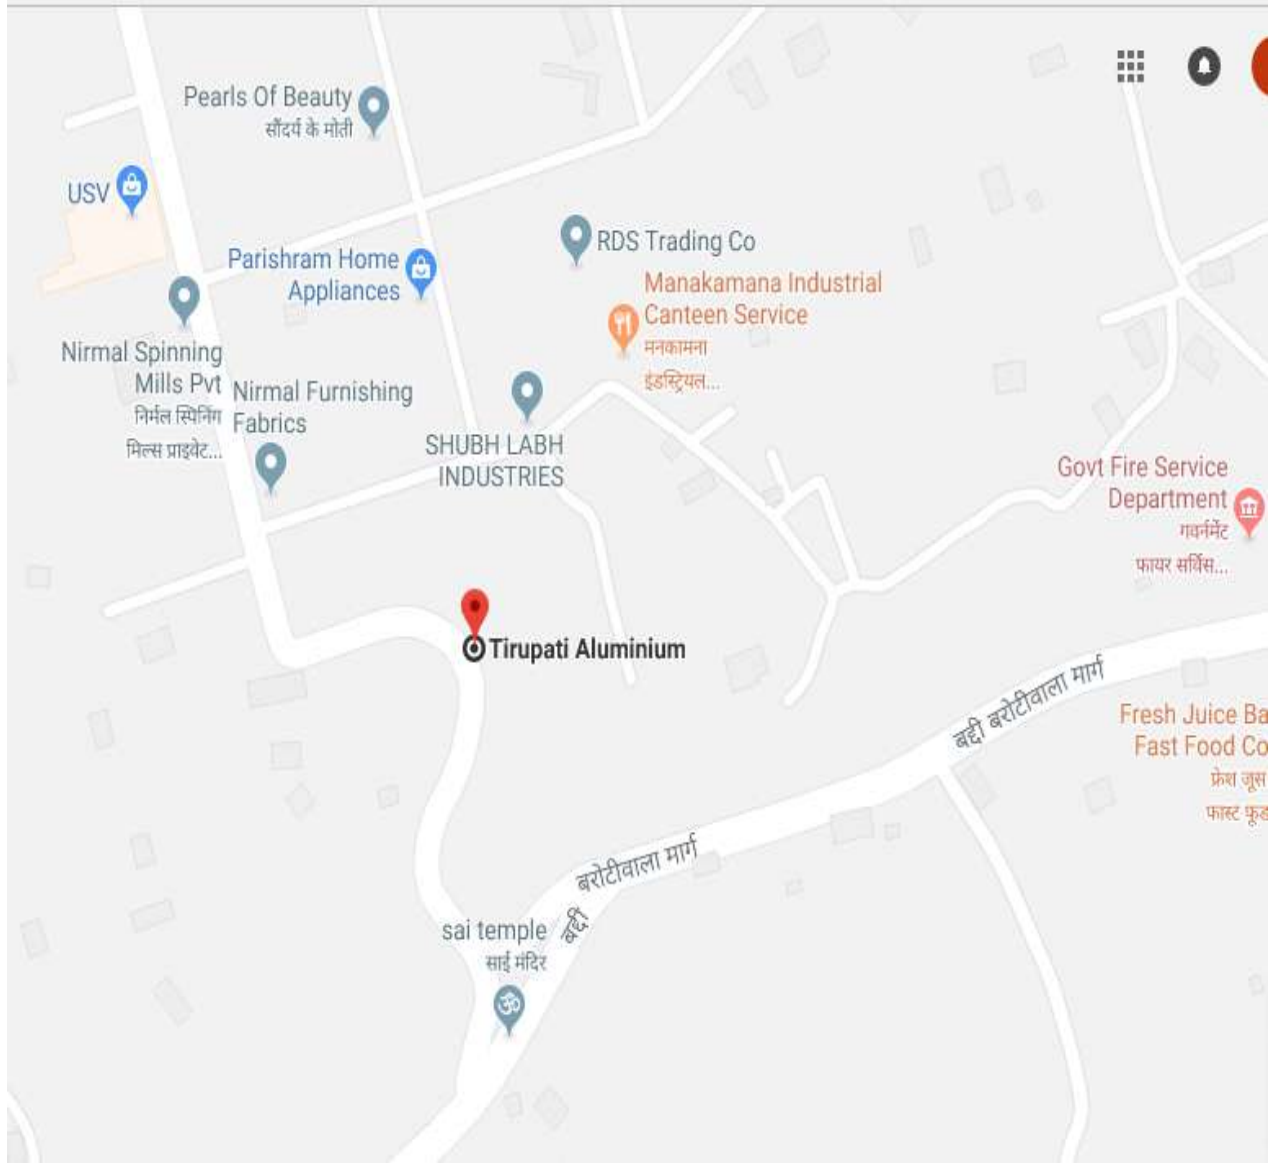 Pearls Of Beauty
सौंदर्य के मोती
USV
RDS Trading Co
Parishram Home
Appliances
Manakamana Industrial
Canteen Service
मनकामना
इंडस्ट्रियल...
Nirmal Spinning
Mills Pvt
निर्मल स्पिनिंग
मिल्स प्राइवेट...
Nirmal Furnishing
Fabrics
SHUBH LABH
INDUSTRIES
Govt Fire Service
Department
गवर्नमेंट
फायर सर्विस...
Tirupati Aluminium
बद्दी बरोटीवाला मार्ग
Fresh Juice Ba
Fast Food Co
फ्रेश जूस
फास्ट फूड
बरोटीवाला मार्ग
बद्दी
sai temple
साई मंदिर
ॐ